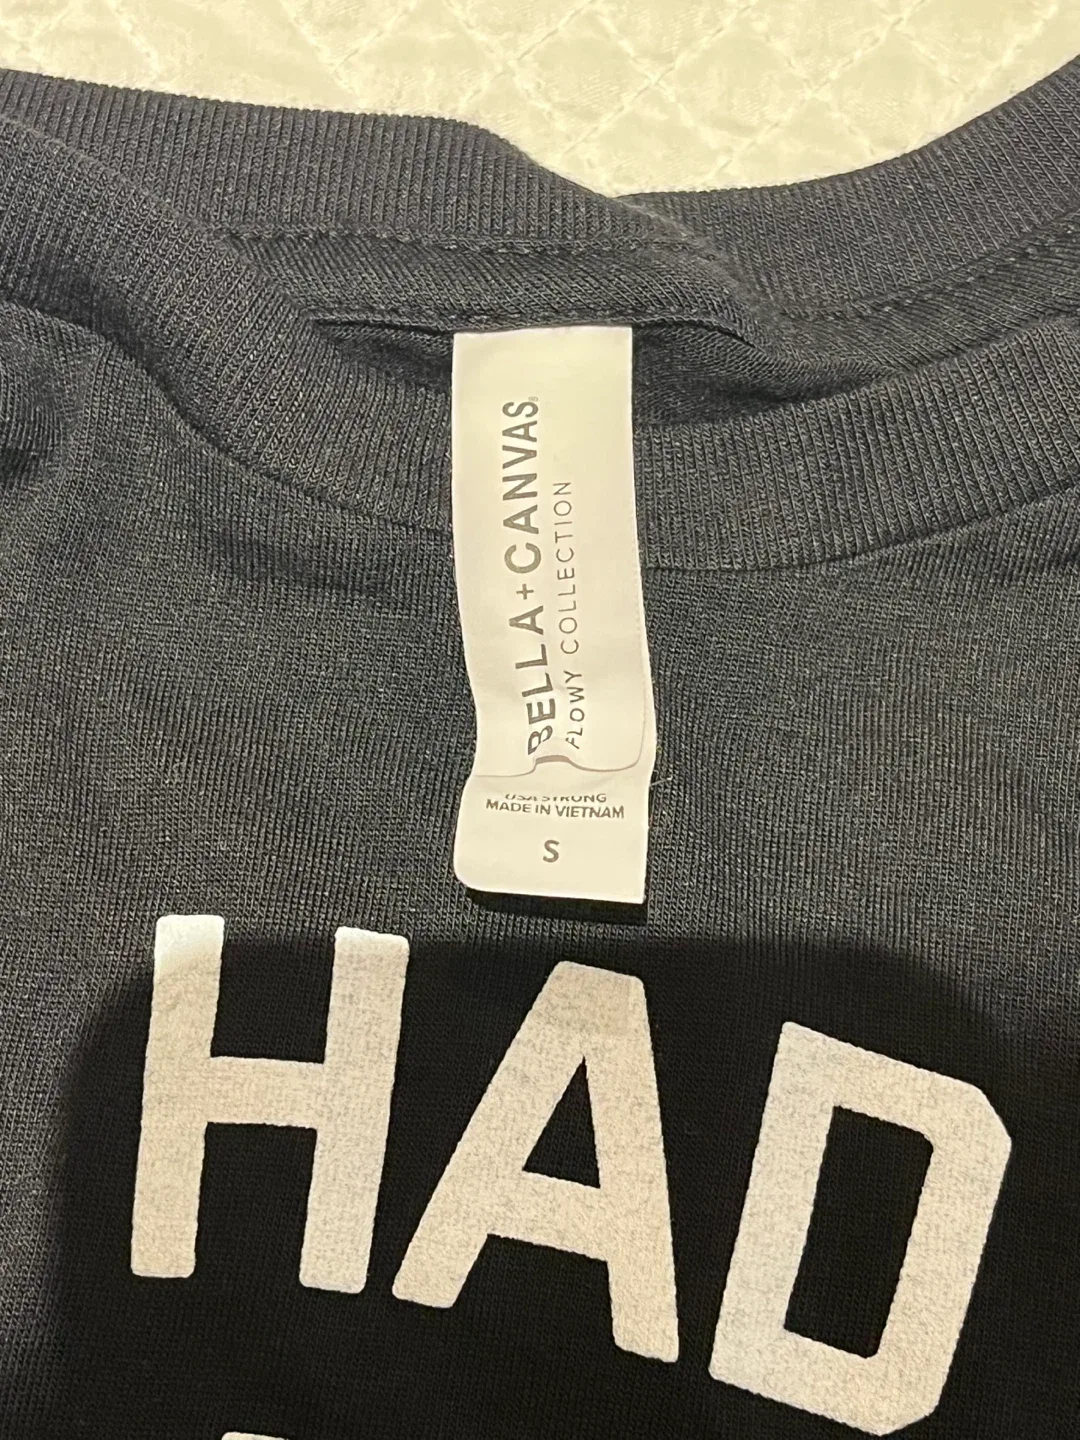 BELLA+CANVAS®
FLOWY COLLECTION
USA STRONG
MADE IN VIETNAM
S
HAD